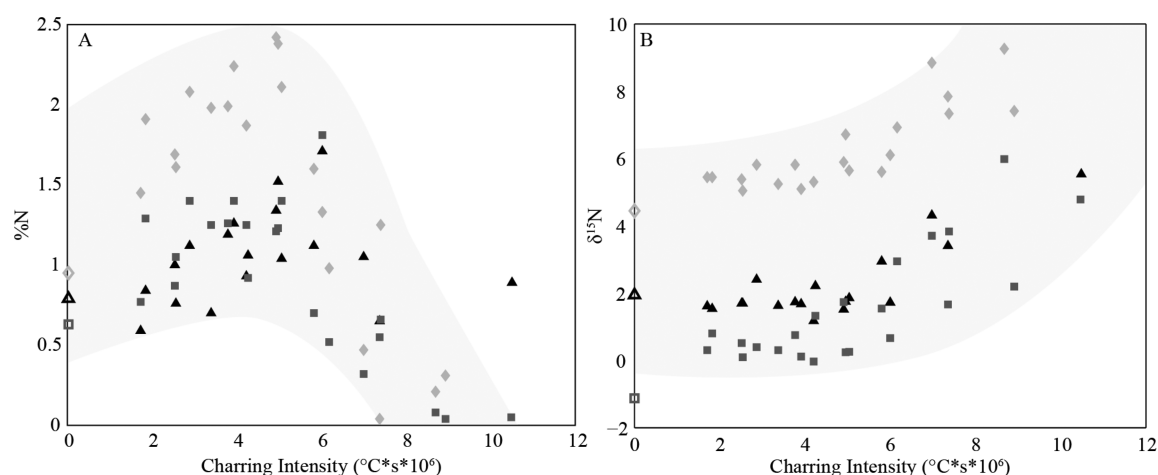 A
2.5
2
1.5
1
0.5
0
%N
0 2 4 6 8 10 12
Charring Intensity (°C*s*10⁶)
B
10
8
6
4
2
0
−2
δ¹⁵N
0 2 4 6 8 10 12
Charring Intensity (°C*s*10⁶)